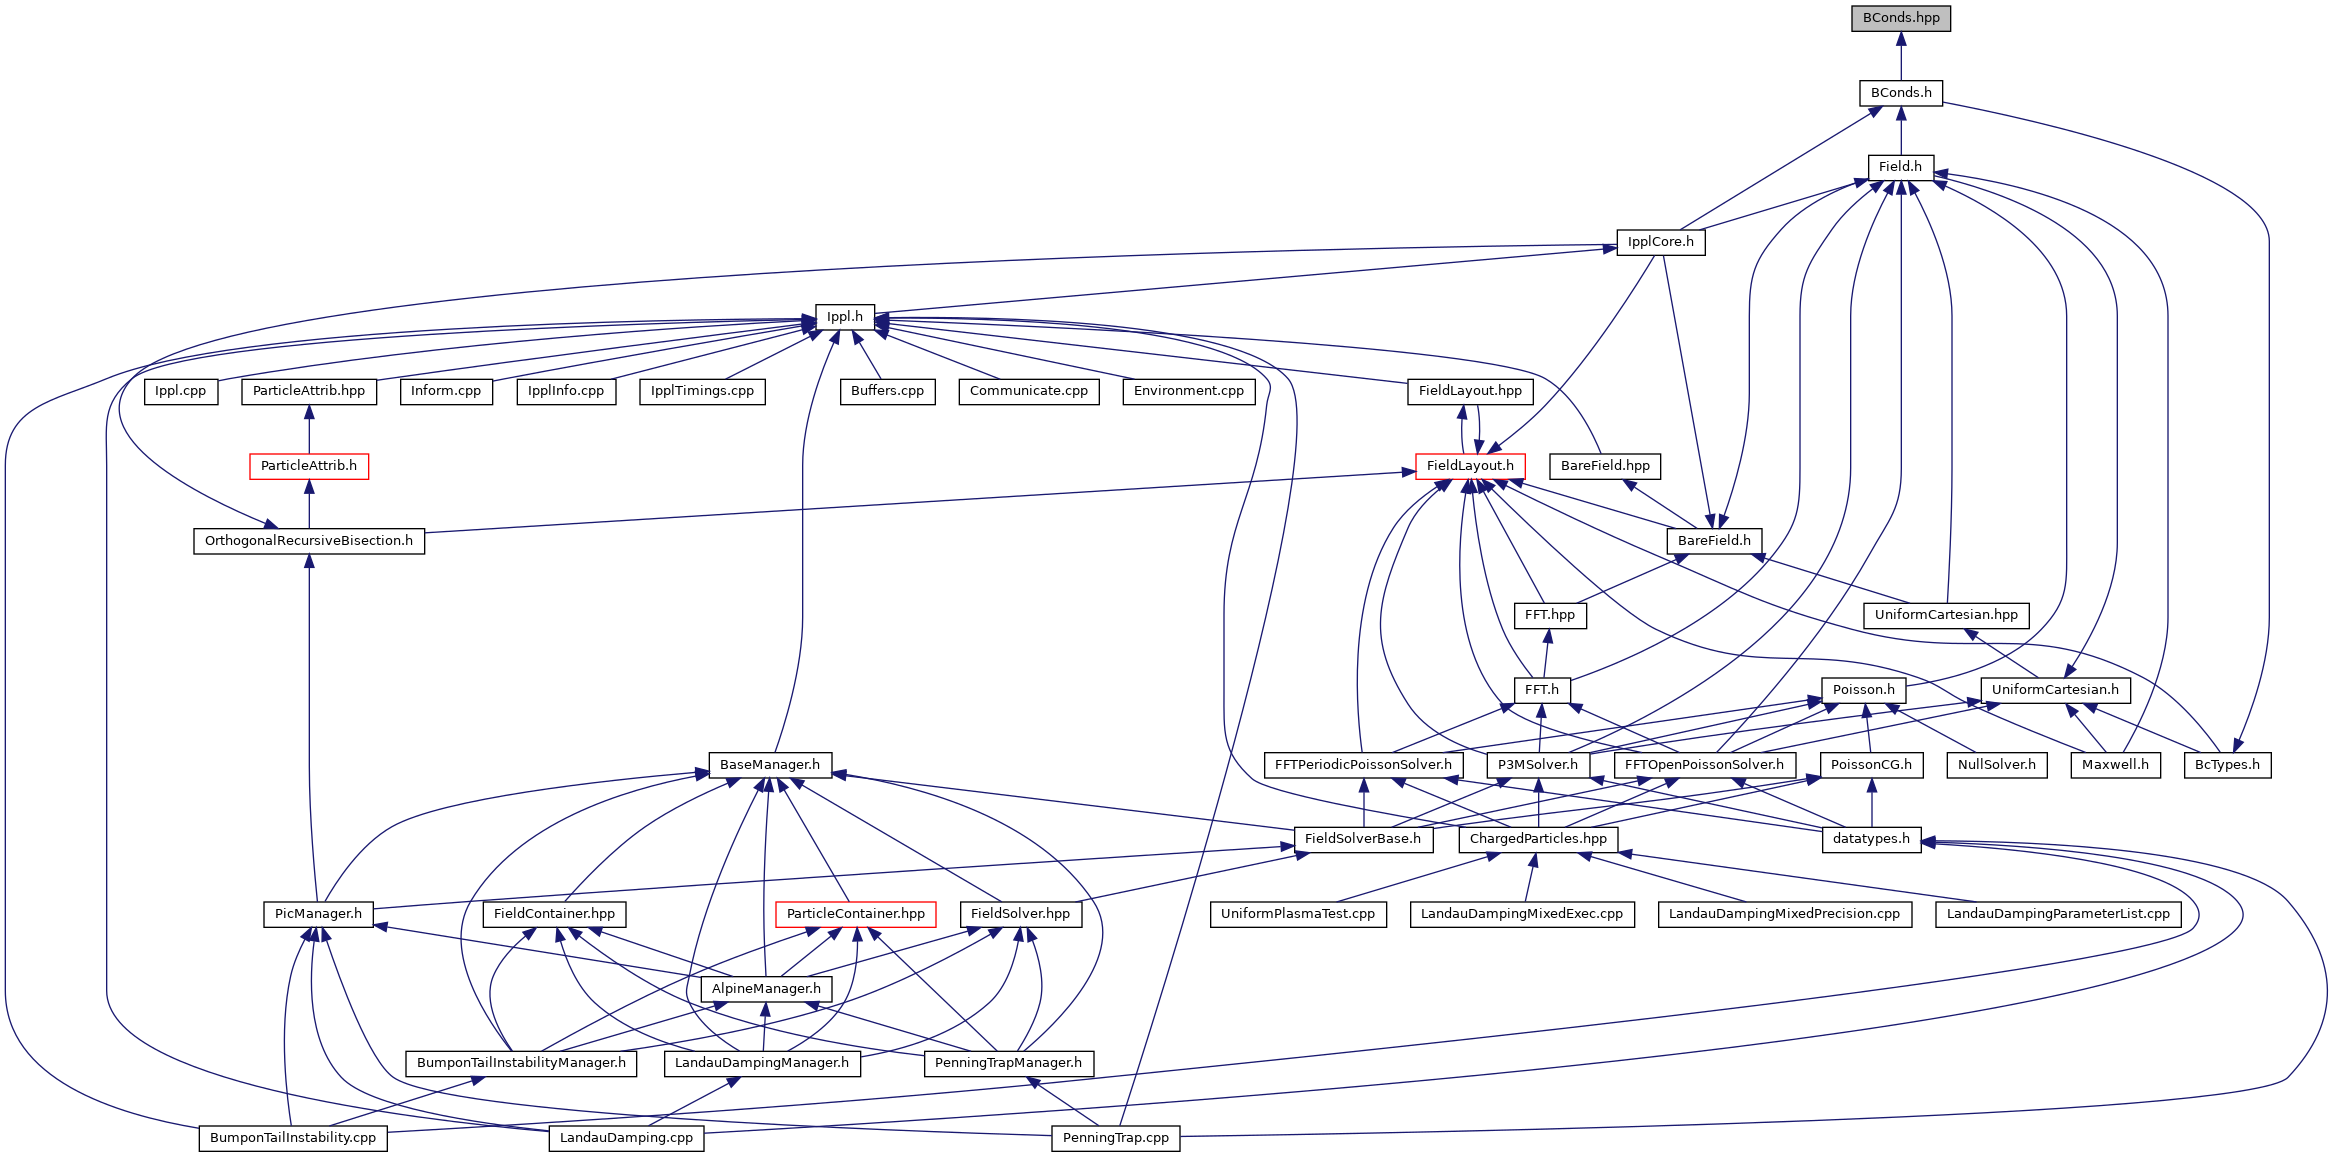 BConds.hpp
BConds.h
Field.h
IpplCore.h
Ippl.h
Ippl.cpp
ParticleAttrib.hpp
Inform.cpp
IpplInfo.cpp
IpplTimings.cpp
Buffers.cpp
Communicate.cpp
Environment.cpp
FieldLayout.hpp
ParticleAttrib.h
FieldLayout.h
BareField.hpp
OrthogonalRecursiveBisection.h
BareField.h
FFT.hpp
UniformCartesian.hpp
FFT.h
Poisson.h
UniformCartesian.h
BaseManager.h
FFTPeriodicPoissonSolver.h
P3MSolver.h
FFTOpenPoissonSolver.h
PoissonCG.h
NullSolver.h
Maxwell.h
BcTypes.h
FieldSolverBase.h
ChargedParticles.hpp
datatypes.h
PicManager.h
FieldContainer.hpp
ParticleContainer.hpp
FieldSolver.hpp
UniformPlasmaTest.cpp
LandauDampingMixedExec.cpp
LandauDampingMixedPrecision.cpp
LandauDampingParameterList.cpp
AlpineManager.h
BumponTailInstabilityManager.h
LandauDampingManager.h
PenningTrapManager.h
BumponTailInstability.cpp
LandauDamping.cpp
PenningTrap.cpp